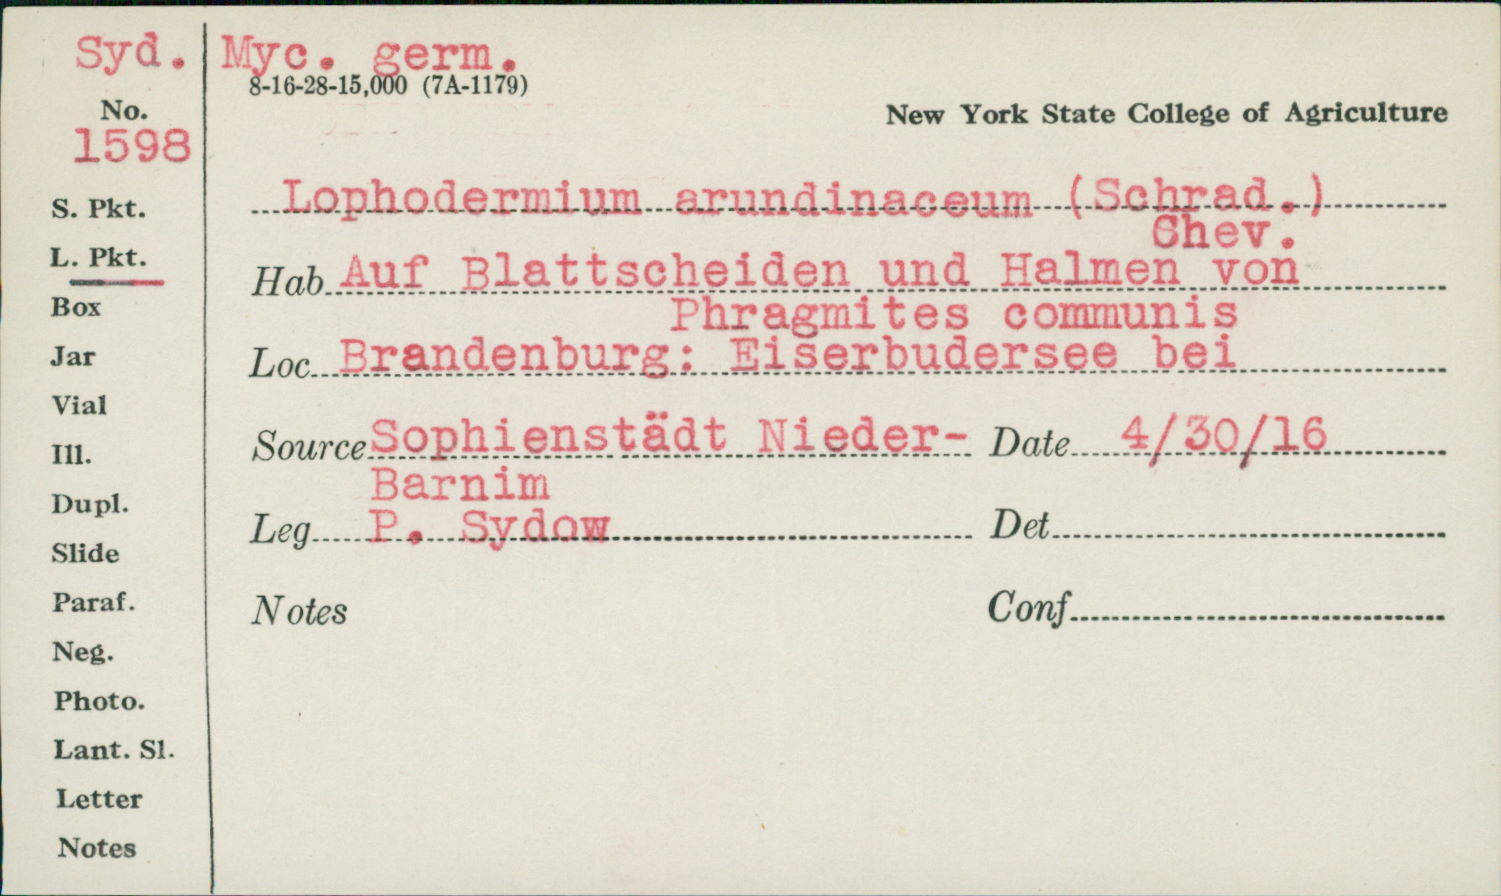 Syd. Myc. germ.
8-16-28-15,000 (7A-1179)
No.
1598
New York State College of Agriculture
Lophodermium arundinaceum (Schrad.)
Chev.
Hab Auf Blattscheiden und Halmen von
Phragmites communis
Loc Brandenburg: Eiserbudersee bei
Source Sophienstädt Nieder- Date 4/30/16
Barnim
Leg P. Sydow Det
Notes Conf
S. Pkt.
L. Pkt.
Box
Jar
Vial
Ill.
Dupl.
Slide
Paraf.
Neg.
Photo.
Lant. Sl.
Letter
Notes